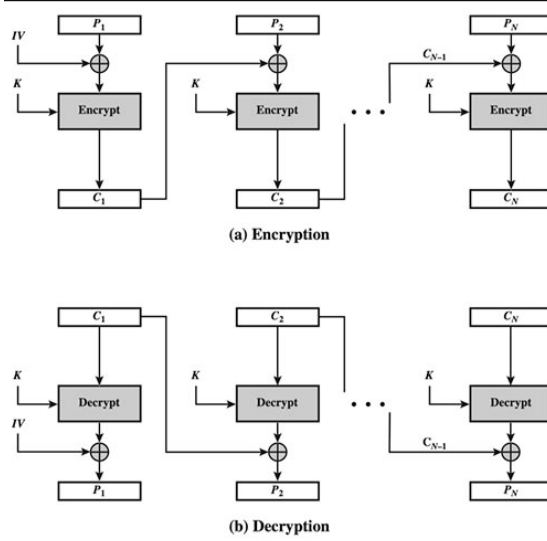 P1 P2 PN
IV CN–1
K K K
Encrypt Encrypt Encrypt
C1 C2 CN
(a) Encryption
C1 C2 CN
K K K
Decrypt Decrypt Decrypt
IV CN–1
P1 P2 PN
(b) Decryption